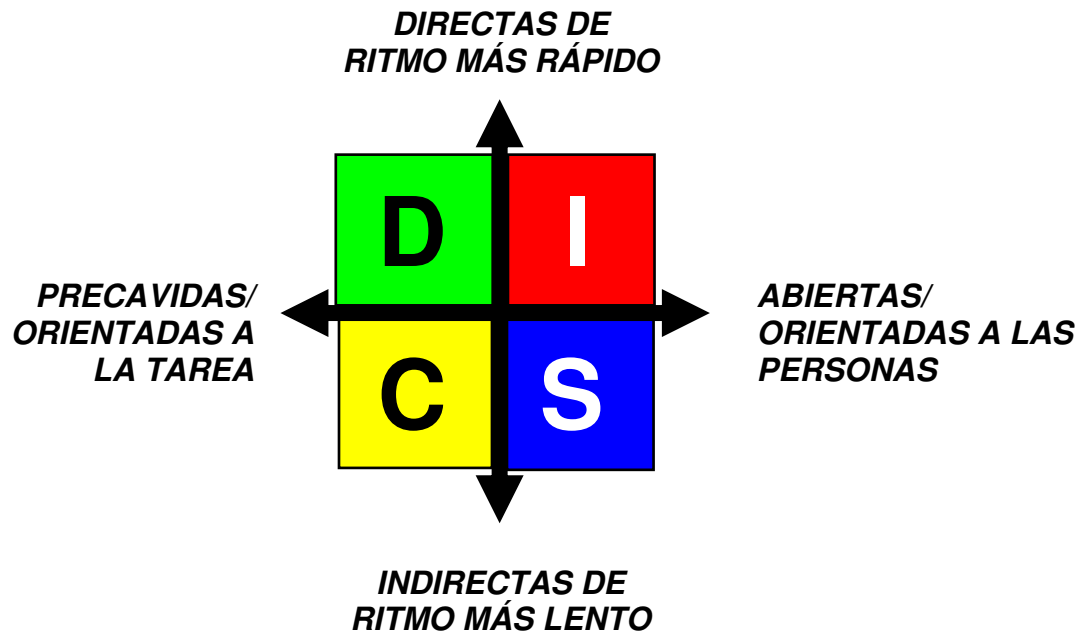 DIRECTAS DE
RITMO MÁS RÁPIDO
D
I
PRECAVIDAS/
ORIENTADAS A
LA TAREA
ABIERTAS/
ORIENTADAS A LAS
PERSONAS
C
S
INDIRECTAS DE
RITMO MÁS LENTO